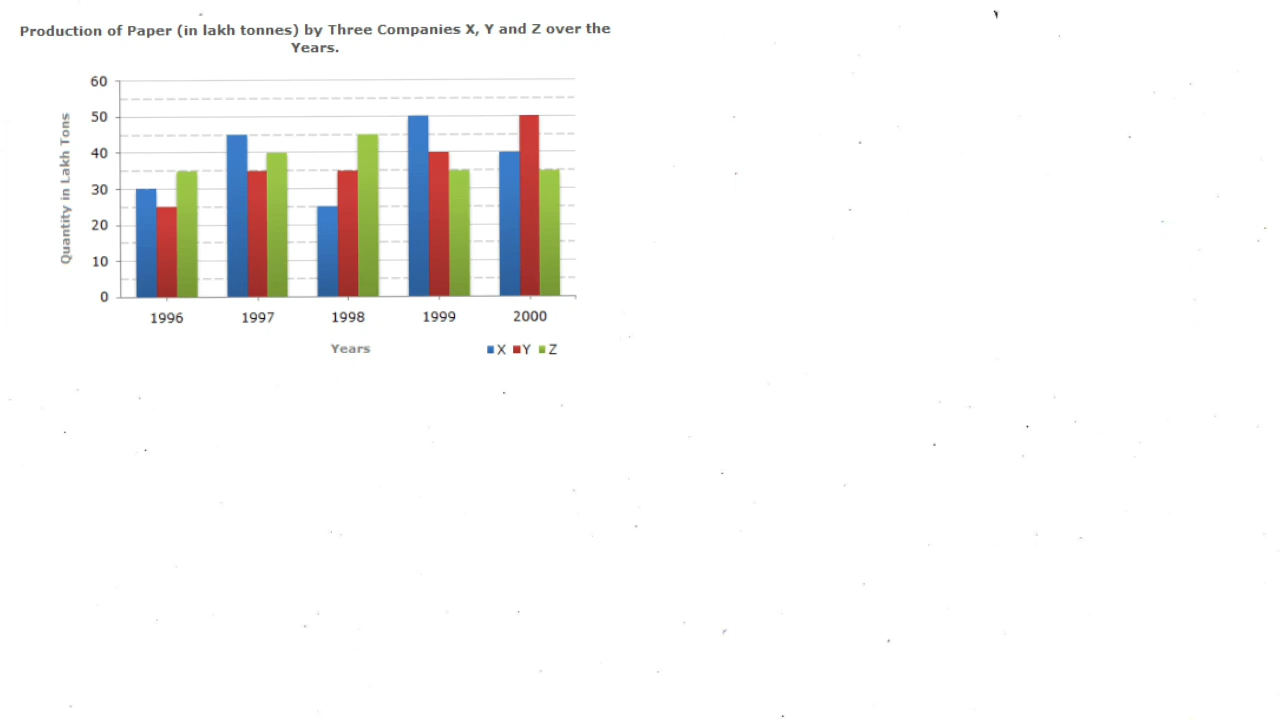 Production of Paper (in lakh tonnes) by Three Companies X, Y and Z over the
Years.
60
50
40
30
20
10
0
Quantity in Lakh Tons
1996 1997 1998 1999 2000
Years
X Y Z